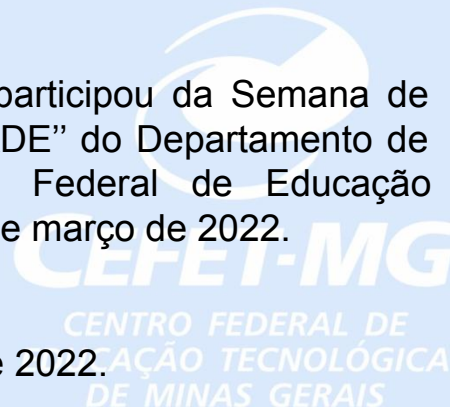 participou da Semana de
DE” do Departamento de
Federal de Educação
e março de 2022.
CEFET-MG
CENTRO FEDERAL DE
EDUCAÇÃO TECNOLÓGICA
e 2022.
DE MINAS GERAIS